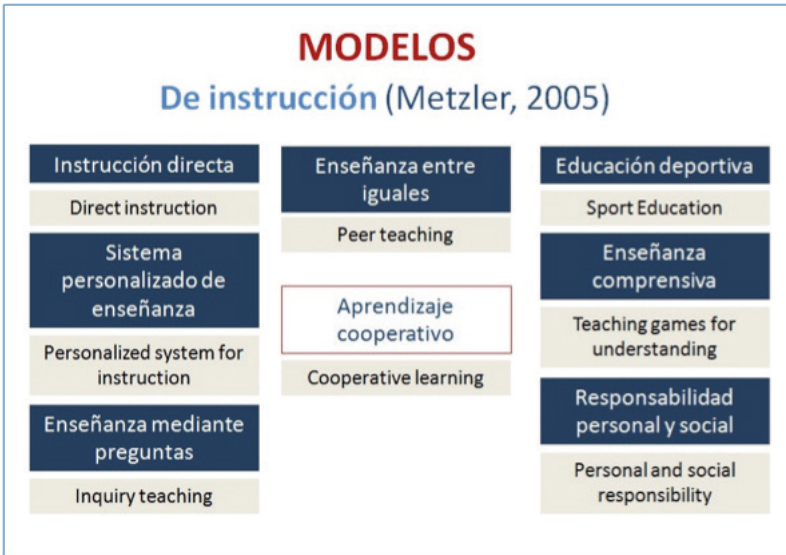 MODELOS
De instrucción (Metzler, 2005)
Instrucción directa
Direct instruction
Sistema
personalizado de
enseñanza
Personalized system for
instruction
Enseñanza mediante
preguntas
Inquiry teaching
Enseñanza entre
iguales
Peer teaching
Aprendizaje
cooperativo
Cooperative learning
Educación deportiva
Sport Education
Enseñanza
comprensiva
Teaching games for
understanding
Responsabilidad
personal y social
Personal and social
responsibility